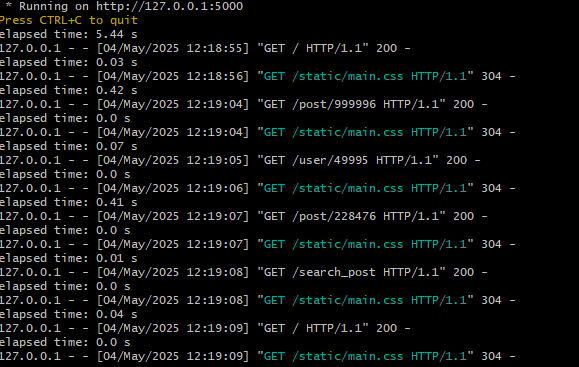 * Running on http://127.0.0.1:5000
Press CTRL+C to quit
elapsed time: 5.44 s
127.0.0.1 - - [04/May/2025 12:18:55] "GET / HTTP/1.1" 200 -
elapsed time: 0.03 s
127.0.0.1 - - [04/May/2025 12:18:56] "GET /static/main.css HTTP/1.1" 304 -
elapsed time: 0.42 s
127.0.0.1 - - [04/May/2025 12:19:04] "GET /post/999996 HTTP/1.1" 200 -
elapsed time: 0.0 s
127.0.0.1 - - [04/May/2025 12:19:04] "GET /static/main.css HTTP/1.1" 304 -
elapsed time: 0.07 s
127.0.0.1 - - [04/May/2025 12:19:05] "GET /user/49995 HTTP/1.1" 200 -
elapsed time: 0.0 s
127.0.0.1 - - [04/May/2025 12:19:06] "GET /static/main.css HTTP/1.1" 304 -
elapsed time: 0.41 s
127.0.0.1 - - [04/May/2025 12:19:07] "GET /post/228476 HTTP/1.1" 200 -
elapsed time: 0.0 s
127.0.0.1 - - [04/May/2025 12:19:07] "GET /static/main.css HTTP/1.1" 304 -
elapsed time: 0.01 s
127.0.0.1 - - [04/May/2025 12:19:08] "GET /search_post HTTP/1.1" 200 -
elapsed time: 0.0 s
127.0.0.1 - - [04/May/2025 12:19:08] "GET /static/main.css HTTP/1.1" 304 -
elapsed time: 0.04 s
127.0.0.1 - - [04/May/2025 12:19:09] "GET / HTTP/1.1" 200 -
elapsed time: 0.0 s
127.0.0.1 - - [04/May/2025 12:19:09] "GET /static/main.css HTTP/1.1" 304 -